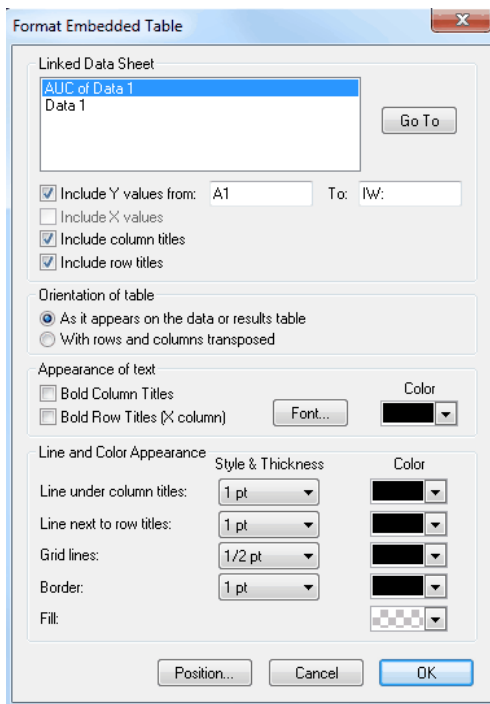 Format Embedded Table
Linked Data Sheet
AUC of Data 1
Data 1
Go To
Include Y values from: A1 To: IW:
Include X values
Include column titles
Include row titles
Orientation of table
As it appears on the data or results table
With rows and columns transposed
Appearance of text
Bold Column Titles
Color
Bold Row Titles (X column) Font...
Line and Color Appearance
Style & Thickness Color
Line under column titles: 1 pt
Line next to row titles: 1 pt
Grid lines: 1/2 pt
Border: 1 pt
Fill:
Position... Cancel OK